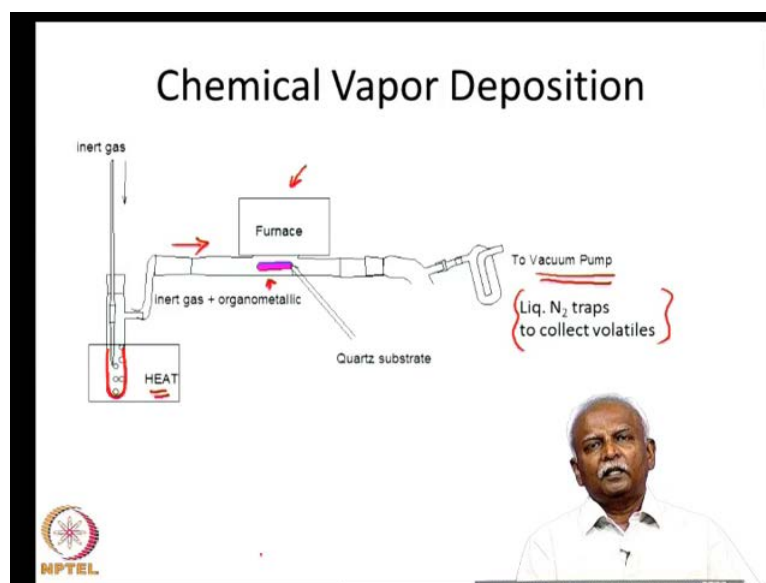 Chemical Vapor Deposition
inert gas
Furnace
To Vacuum Pump
inert gas + organometallic
Liq. N₂ traps
to collect volatiles
Quartz substrate
HEAT
NPTEL